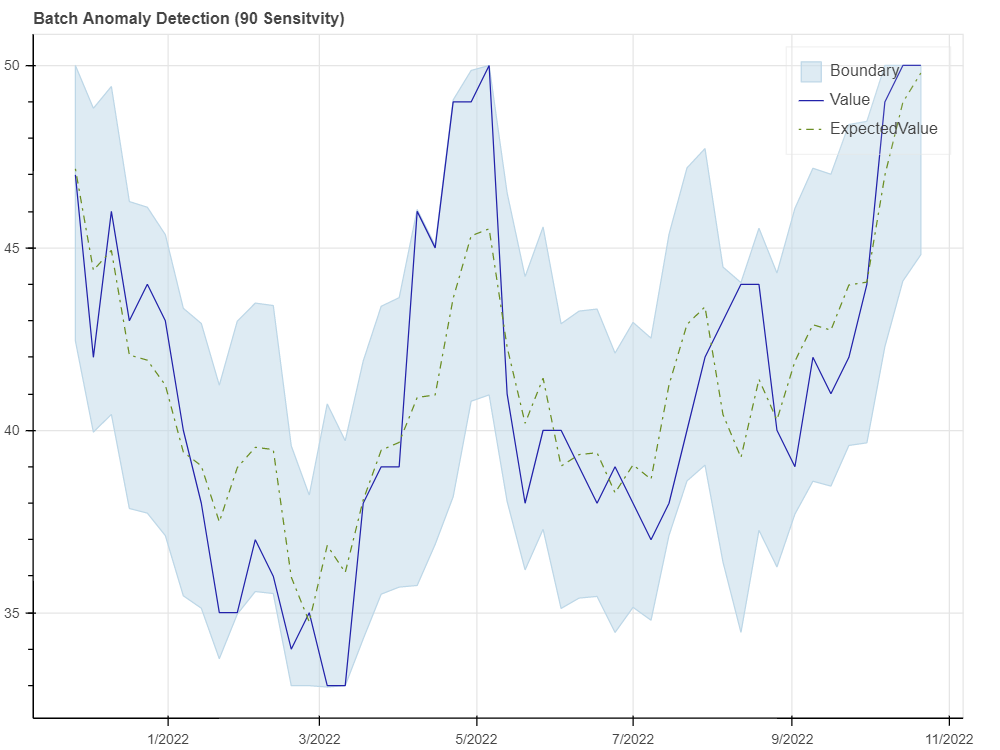 Batch Anomaly Detection (90 Sensitvity)
50
45
40
35
Boundary
Value
ExpectedValue
1/2022
3/2022
5/2022
7/2022
9/2022
11/2022